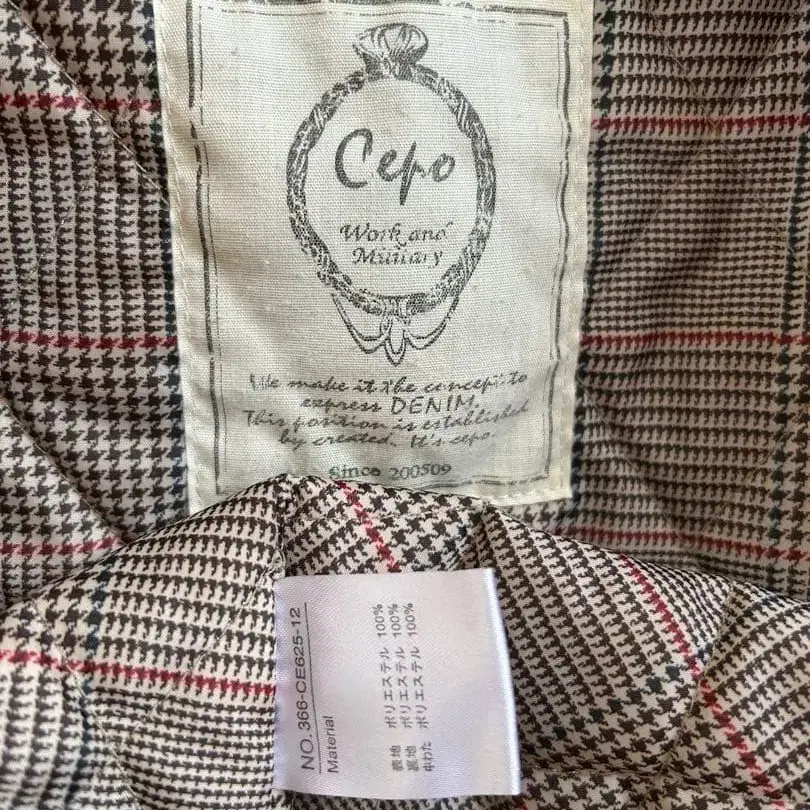 Cepo
Work and
Military
We make it the concept to
express DENIM.
This position is established
by created. It's cepo.
Since 200509
NO.366-CE625-12
Material
表地 ポリエステル 100%
裏地 ポリエステル 100%
中わた ポリエステル 100%